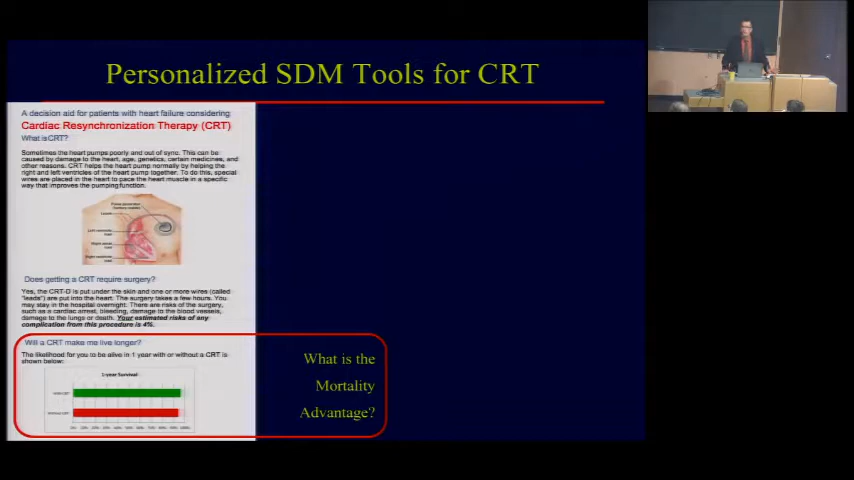 Personalized SDM Tools for CRT
A decision aid for patients with heart failure considering
Cardiac Resynchronization Therapy (CRT)
What is CRT?
Sometimes the heart pumps poorly and out of sync. This can be
caused by damage to the heart, age, genetics, certain medicines, and
other reasons. CRT helps the heart pump normally by helping the
right and left ventricles of the heart pump together. To do this, special
wires are placed in the heart to pace the heart muscle in a specific
way that improves the pumping function.
Does getting a CRT require surgery?
Yes, the CRT-D is put under the skin and one or more wires (called
"leads") are put into the heart. The surgery takes a few hours. You
may stay in the hospital overnight. There are risks of the surgery,
such as a cardiac arrest, bleeding, damage to the blood vessels,
damage to the lungs or death. Your estimated risks of any
complication from this procedure is 4%.
Will a CRT make me live longer?
The likelihood for you to be alive in 1 year with or without a CRT is
shown below:
1-year Survival
What is the
Mortality
Advantage?